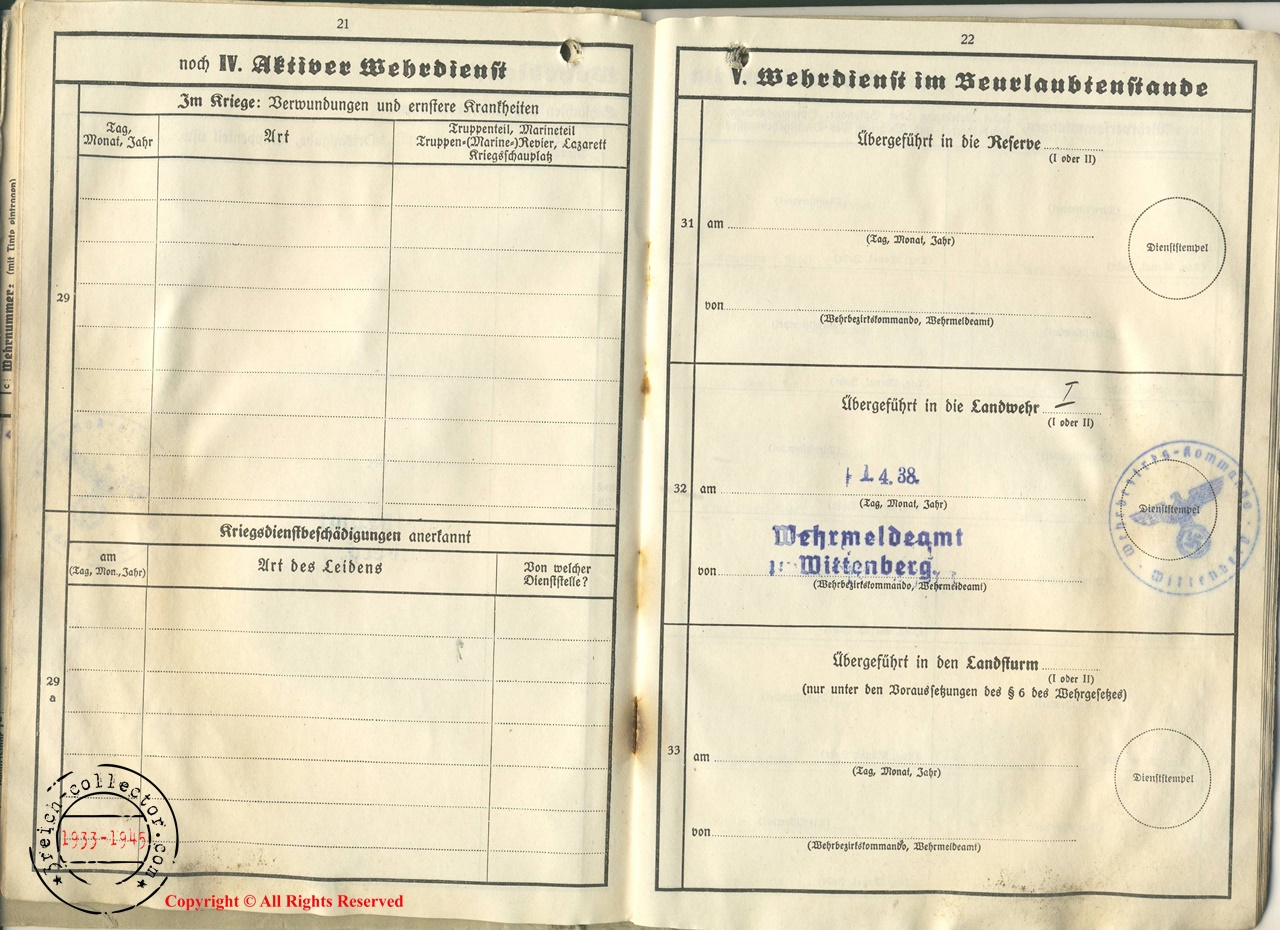 21
noch IV. Aktiver Wehrdienst
Im Kriege: Verwundungen und ernstere Krankheiten
Tag,
Monat, Jahr
Art
Truppenteil, Marineteil
Truppen-(Marine-)Revier, Lazarett
Kriegsschauplatz
29
Kriegsdienstbeschädigungen anerkannt
am
(Tag, Mon., Jahr)
Art des Leidens
Von welcher
Dienststelle?
29
a
Wehrnummer: (mit Tinte eintragen)
22
V. Wehrdienst im Beurlaubtenstande
Übergeführt in die Reserve
(I oder II)
31
am
(Tag, Monat, Jahr)
Dienststempel
von
(Wehrbezirkskommando, Wehrmeldeamt)
Übergeführt in die Landwehr I
(I oder II)
32
am 1. 4. 38.
(Tag, Monat, Jahr)
Dienststempel
Wehrmeldeamt
von Wittenberg
(Wehrbezirkskommando, Wehrmeldeamt)
Übergeführt in den Landsturm
(I oder II)
(nur unter den Voraussetzungen des § 6 des Wehrgesetzes)
33
am
(Tag, Monat, Jahr)
Dienststempel
von
(Wehrbezirkskommando, Wehrmeldeamt)
3reich-collector.com
1933-1945
Copyright © All Rights Reserved